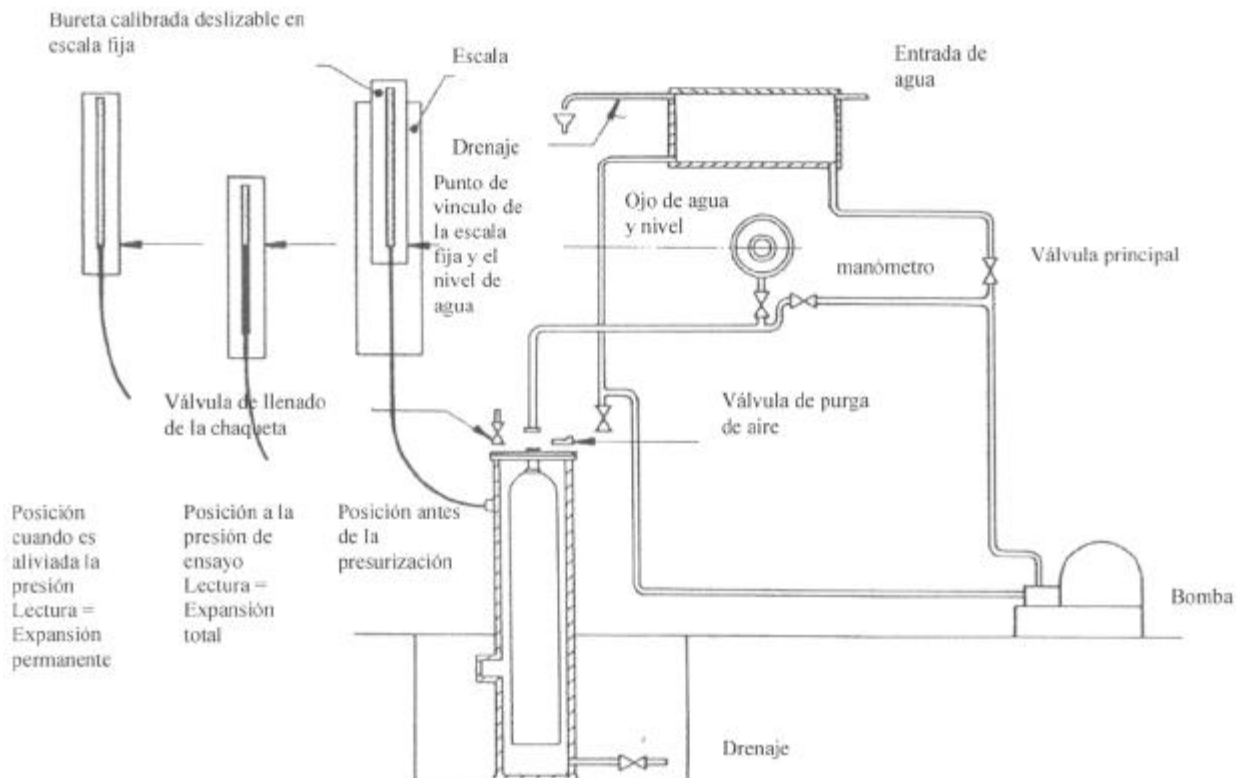 Bureta calibrada deslizable en
escala fija
Escala
Entrada de
agua
Drenaje
Punto de
vinculo de
la escala
fija y el
nivel de
agua
Ojo de agua
y nivel
manómetro
Válvula principal
Válvula de llenado
de la chaqueta
Válvula de purga
de aire
Posición
cuando es
aliviada la
presión
Lectura =
Expansión
permanente
Posición a la
presión de
ensayo
Lectura =
Expansión
total
Posición antes
de la
presurización
Bomba
Drenaje